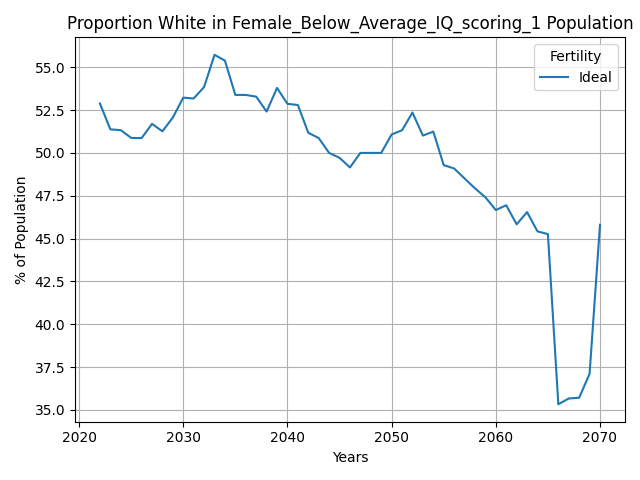 Proportion White in Female_Below_Average_IQ_scoring_1 Population
Fertility
Ideal
% of Population
55.0
52.5
50.0
47.5
45.0
42.5
40.0
37.5
35.0
2020 2030 2040 2050 2060 2070
Years